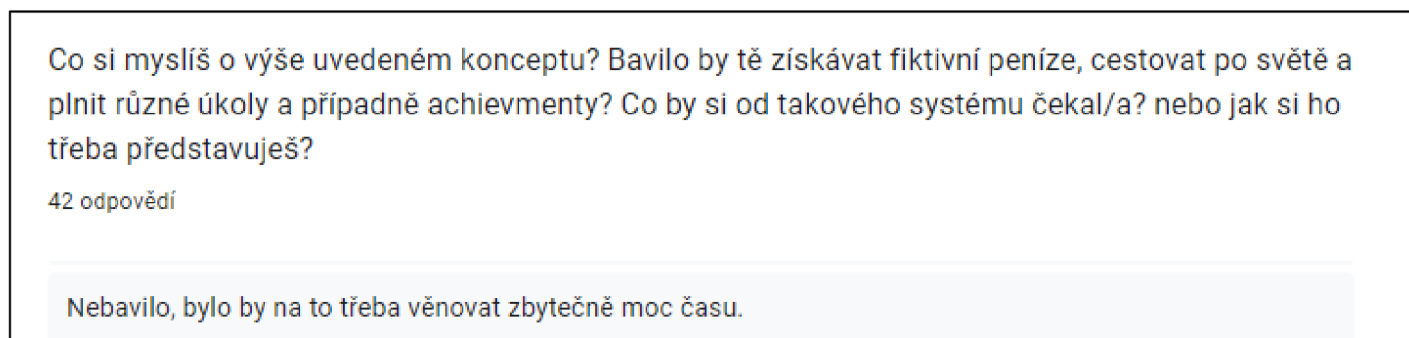 Co si myslíš o výše uvedeném konceptu? Bavilo by tě získávat fiktivní peníze, cestovat po světě a
plnit různé úkoly a případně achievmenty? Co by si od takového systému čekal/a? nebo jak si ho
třeba představuješ?
42 odpovědí
Nebavilo, bylo by na to třeba věnovat zbytečně moc času.